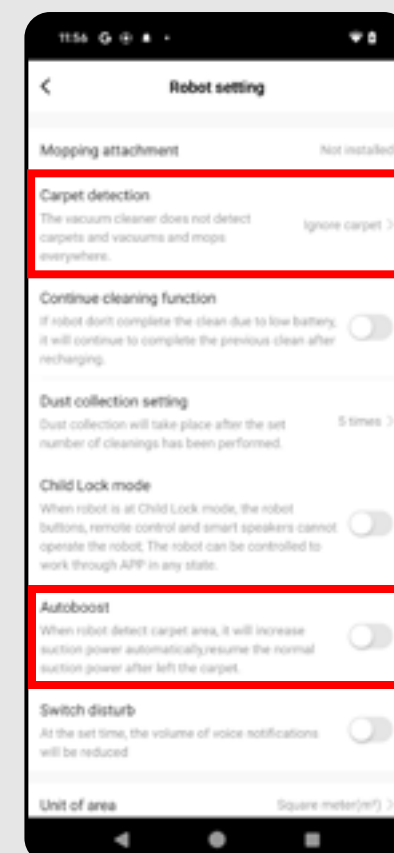 11:56 G
Robot setting
Mopping attachment Not installed
Carpet detection
The vacuum cleaner does not detect
carpets and vacuums and mops
everywhere.
Ignore carpet >
Continue cleaning function
If robot don't complete the clean due to low battery,
it will continue to complete the previous clean after
recharging.
Dust collection setting
Dust collection will take place after the set
number of cleanings has been performed.
5 times >
Child Lock mode
When robot is at Child Lock mode, the robot
buttons, remote control and smart speakers cannot
operate the robot; The robot can be controlled to
work through APP in any state.
Autoboost
When robot detect carpet area, it will increase
suction power automatically,resume the normal
suction power after left the carpet.
Switch disturb
At the set time, the volume of voice notifications
will be reduced
Unit of area Square meter(m²) >